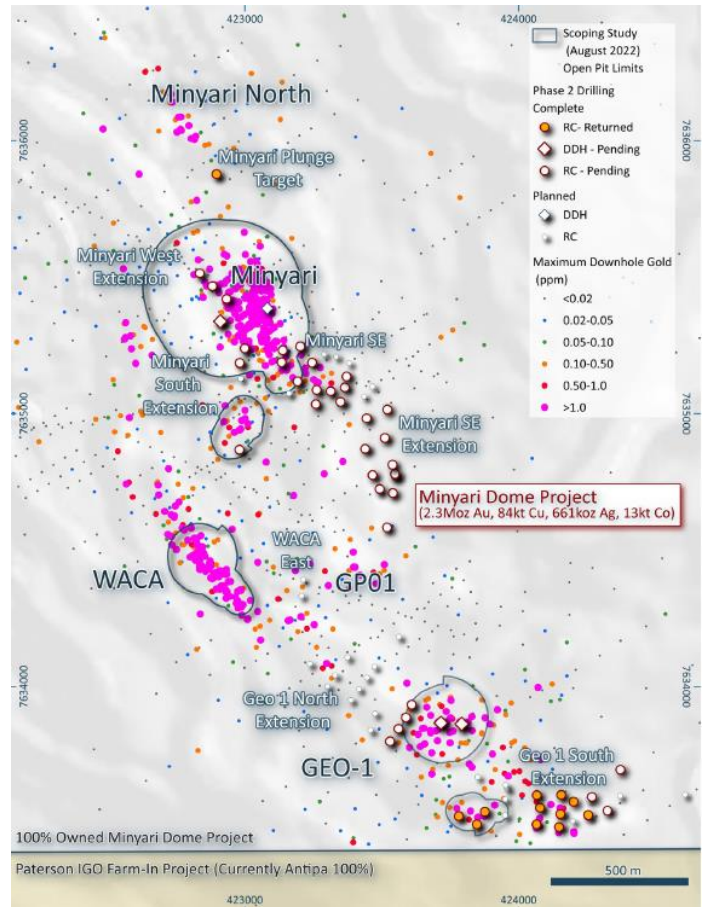 423000
424000
Scoping Study
(August 2022)
Open Pit Limits
Phase 2 Drilling
Complete
RC- Returned
DDH - Pending
RC - Pending
Planned
DDH
RC
Maximum Downhole Gold
(ppm)
<0.02
0.02-0.05
0.05-0.10
0.10-0.50
0.50-1.0
>1.0
Minyari North
7636000
7636000
Minyari Plunge
Target
Minyari West
Extension
Minyari
Minyari SE
Minyari
South
Extension
7635000
7635000
Minyari SE
Extension
Minyari Dome Project
(2.3Moz Au, 84kt Cu, 661koz Ag, 13kt Co)
WACA
East
WACA
GP01
7634000
7634000
Geo 1 North
Extension
GEO-1
Geo 1 South
Extension
100% Owned Minyari Dome Project
Paterson IGO Farm-In Project (Currently Antipa 100%)
500 m
423000
424000